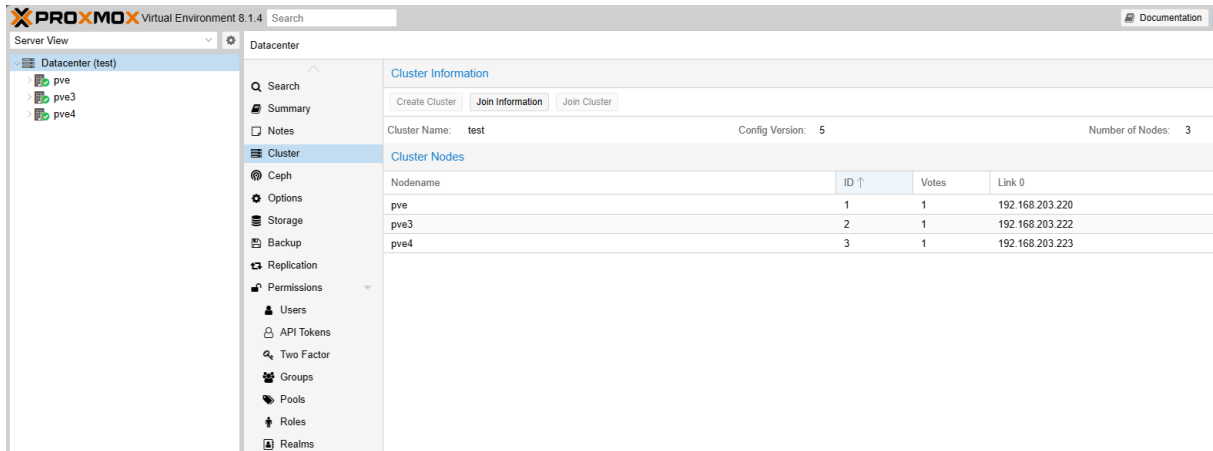 PROXMOX Virtual Environment 8.1.4 Search Documentation
Server View
Datacenter (test)
pve
pve3
pve4
Datacenter
Search
Summary
Notes
Cluster
Ceph
Options
Storage
Backup
Replication
Permissions
Users
API Tokens
Two Factor
Groups
Pools
Roles
Realms
Cluster Information
Create Cluster Join Information Join Cluster
Cluster Name: test Config Version: 5 Number of Nodes: 3
Cluster Nodes
Nodename ID ↑ Votes Link 0
pve 1 1 192.168.203.220
pve3 2 1 192.168.203.222
pve4 3 1 192.168.203.223